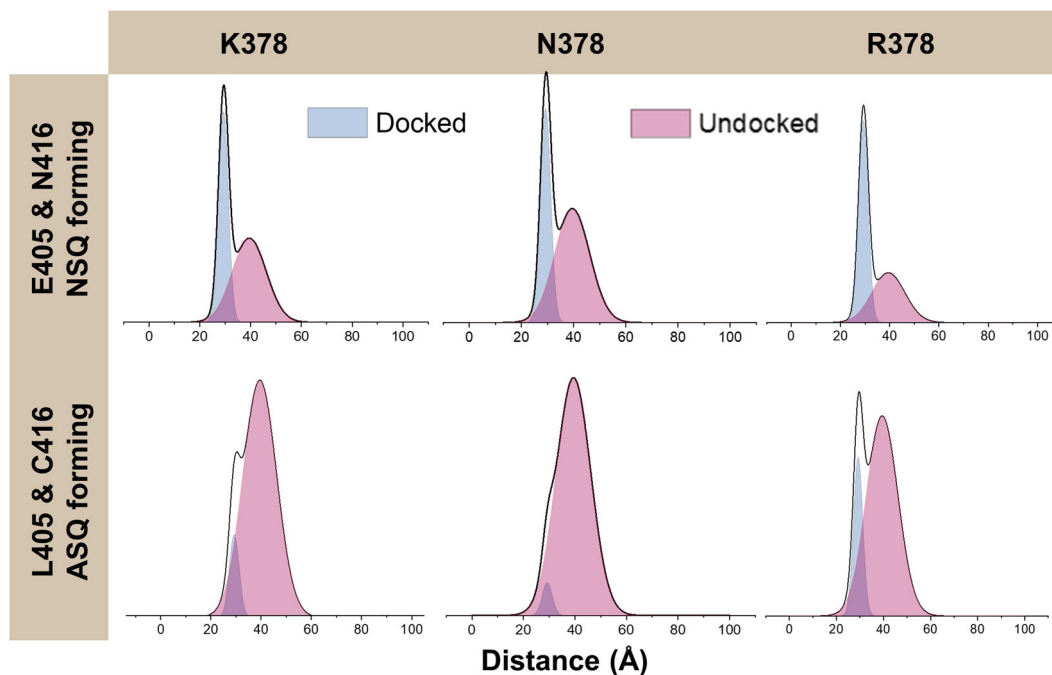 K378 N378 R378
Docked Undocked
E405 & N416
NSQ forming
0 20 40 60 80 100 0 20 40 60 80 100 0 20 40 60 80 100
L405 & C416
ASQ forming
0 20 40 60 80 100 0 20 40 60 80 100 0 20 40 60 80 100
Distance (Å)